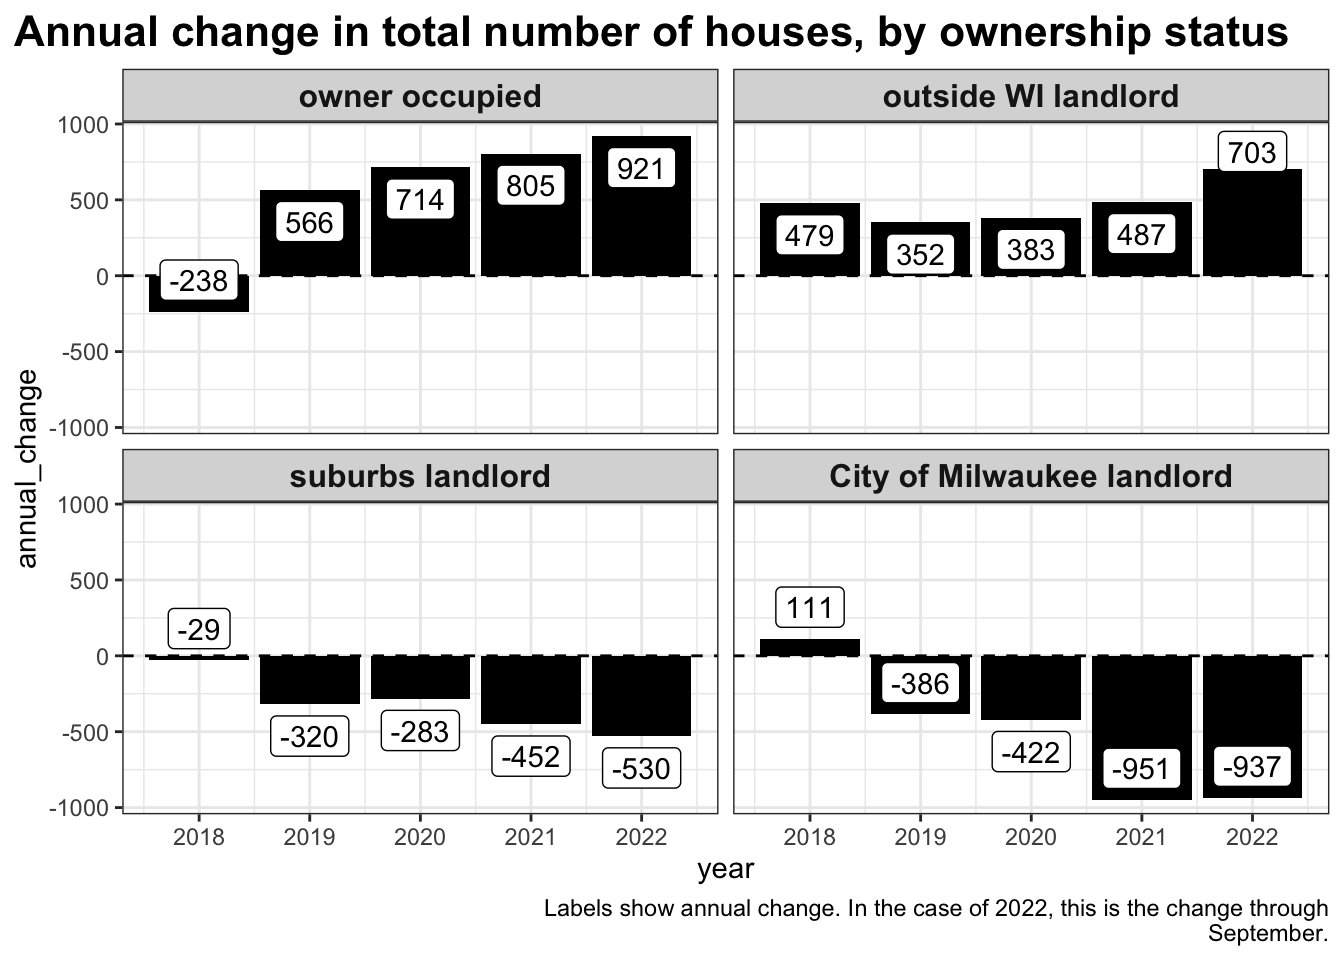 Annual change in total number of houses, by ownership status
owner occupied
outside WI landlord
1000
500
0
-500
-1000
-238
566
714
805
921
479
352
383
487
703
annual_change
suburbs landlord
City of Milwaukee landlord
1000
500
0
-500
-1000
-29
-320
-283
-452
-530
111
-386
-422
-951
-937
2018 2019 2020 2021 2022
2018 2019 2020 2021 2022
year
Labels show annual change. In the case of 2022, this is the change through
September.